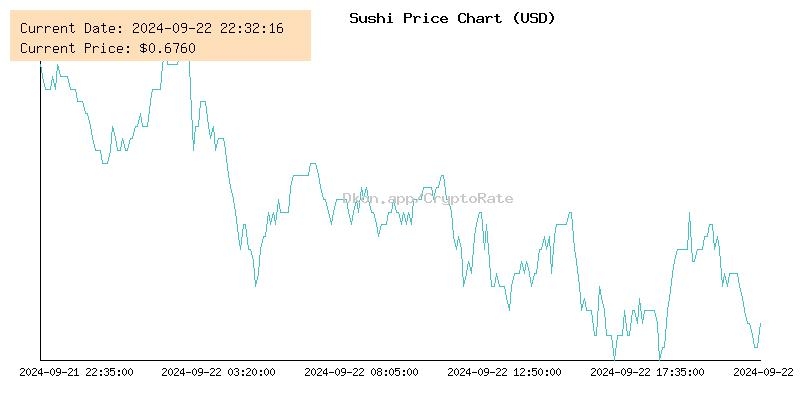 Sushi Price Chart (USD)
Current Date: 2024-09-22 22:32:16
Current Price: $0.6760
Dkon.app/CryptoRate
2024-09-21 22:35:00 2024-09-22 03:20:00 2024-09-22 08:05:00 2024-09-22 12:50:00 2024-09-22 17:35:00 2024-09-22